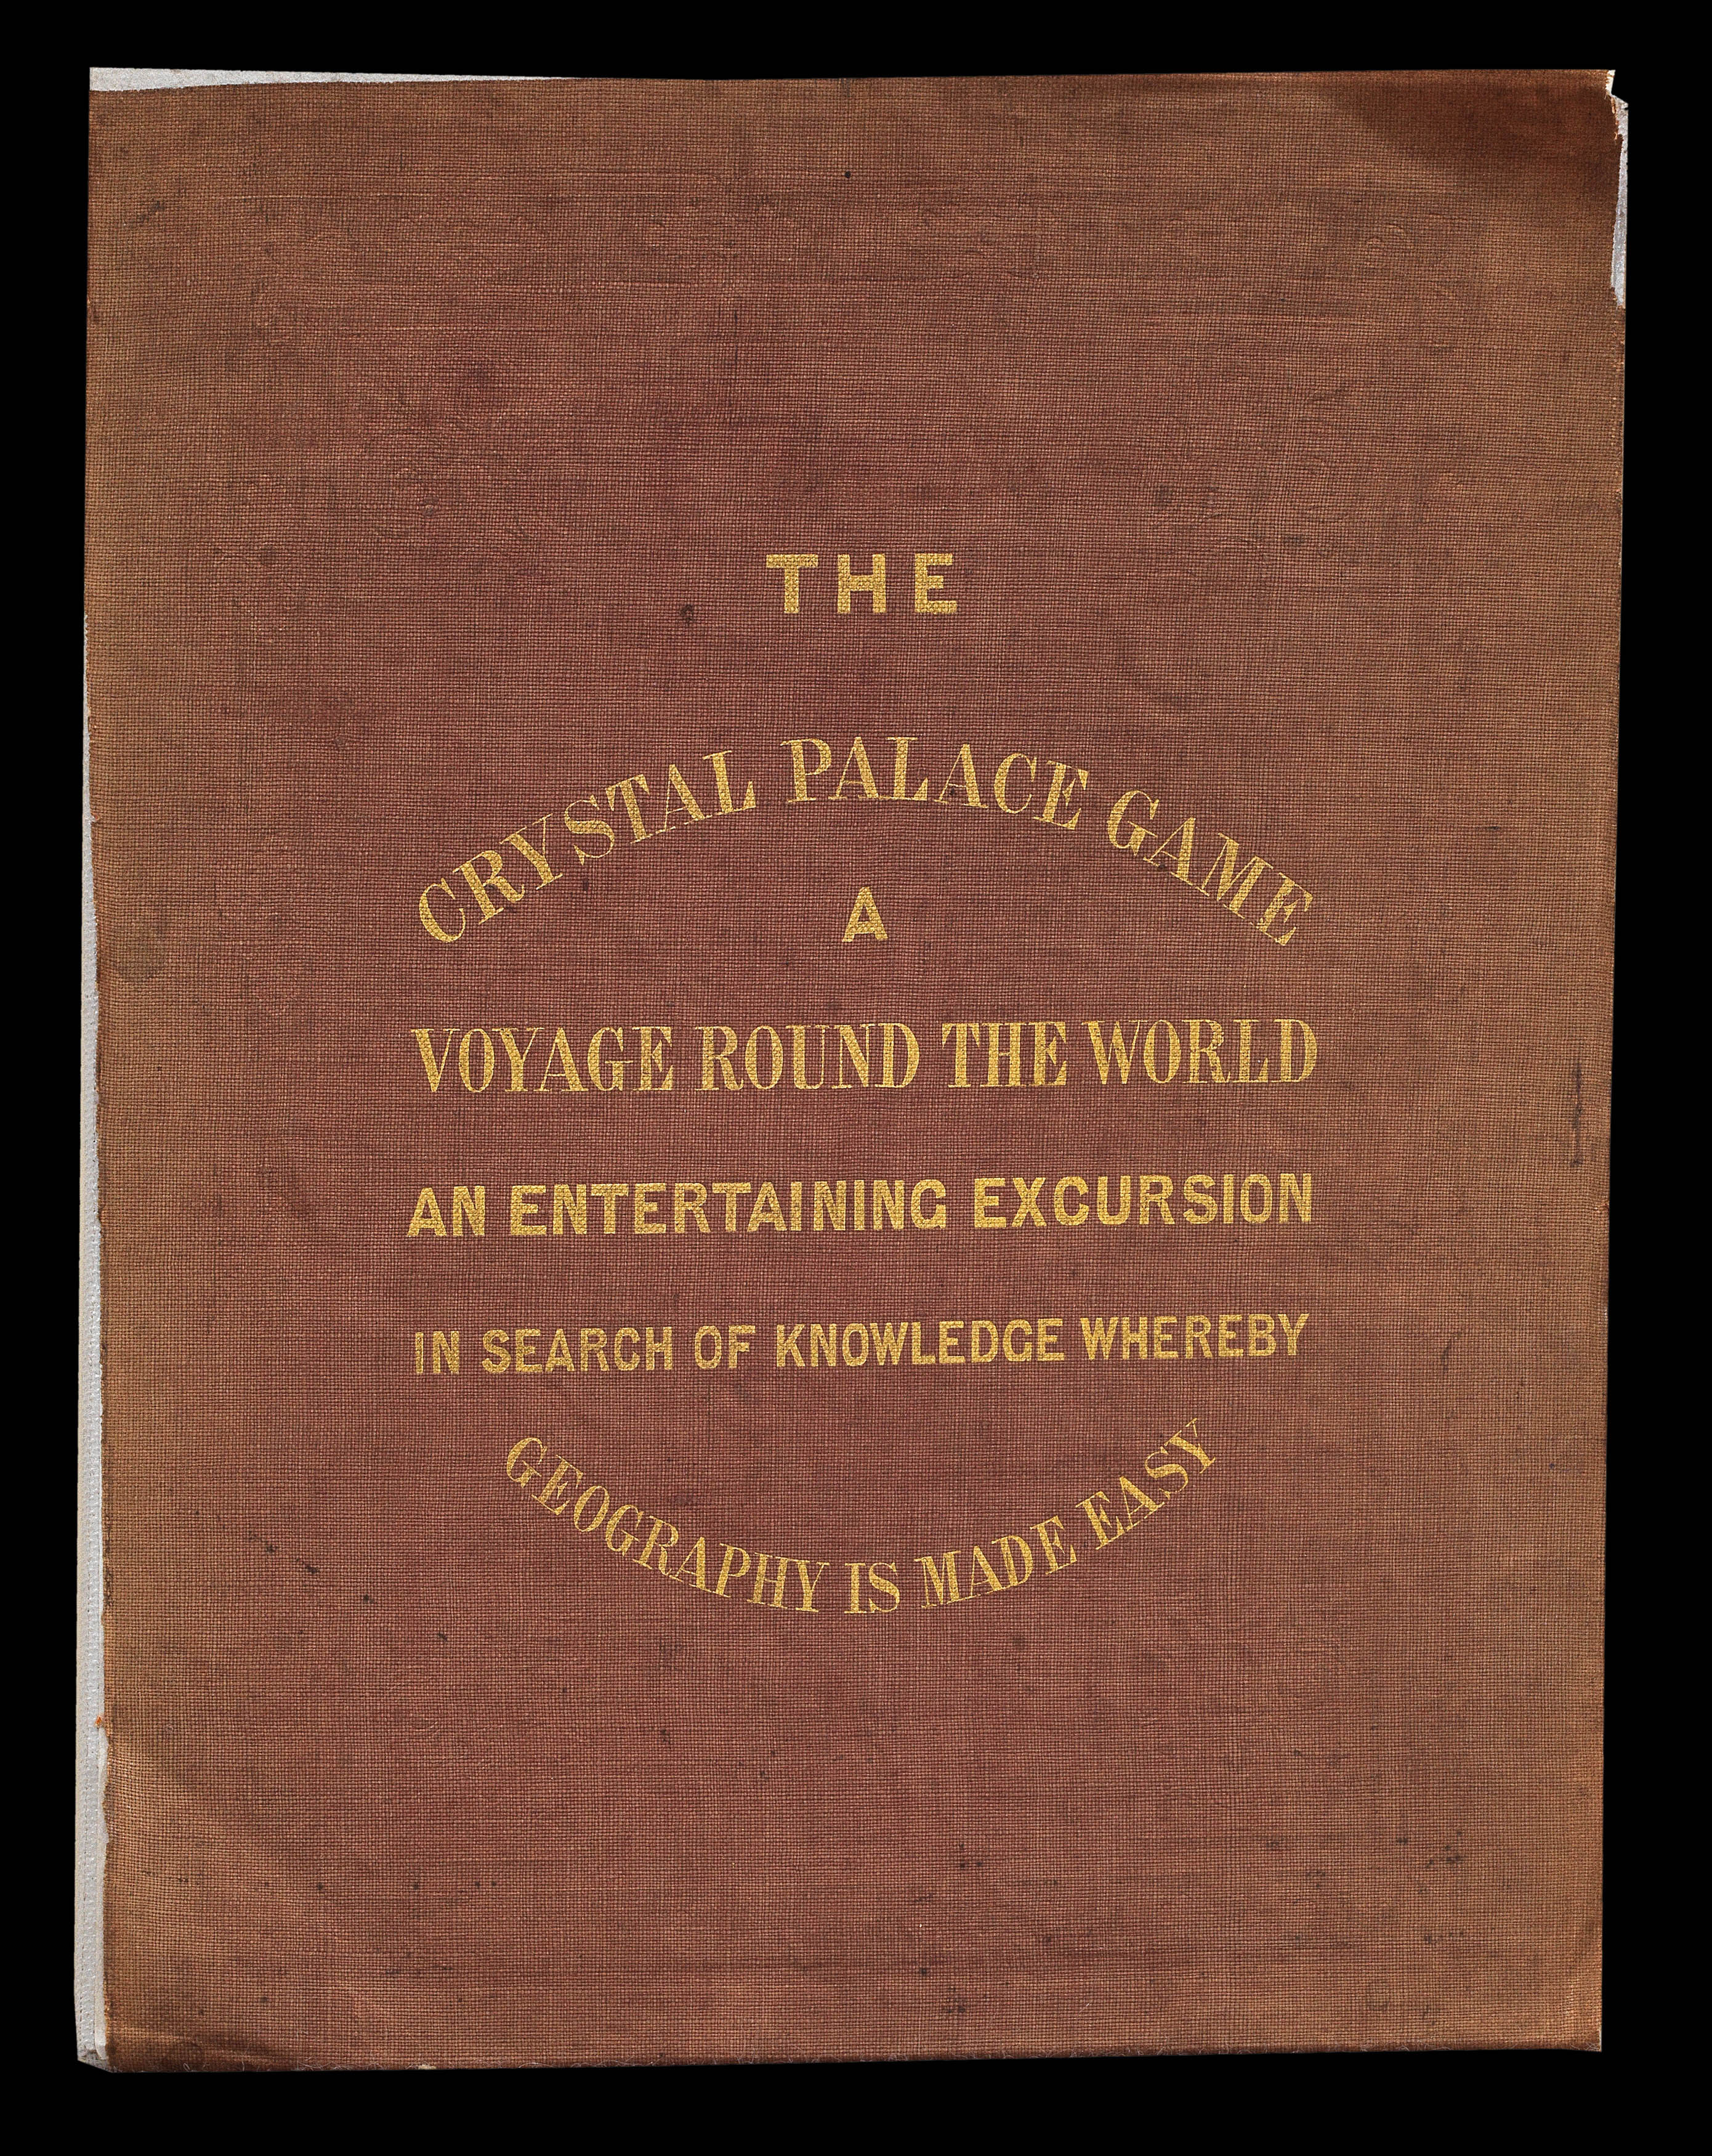 THE
CRYSTAL PALACE GAME
A
VOYAGE ROUND THE WORLD
AN ENTERTAINING EXCURSION
IN SEARCH OF KNOWLEDGE WHEREBY
GEOGRAPHY IS MADE EASY